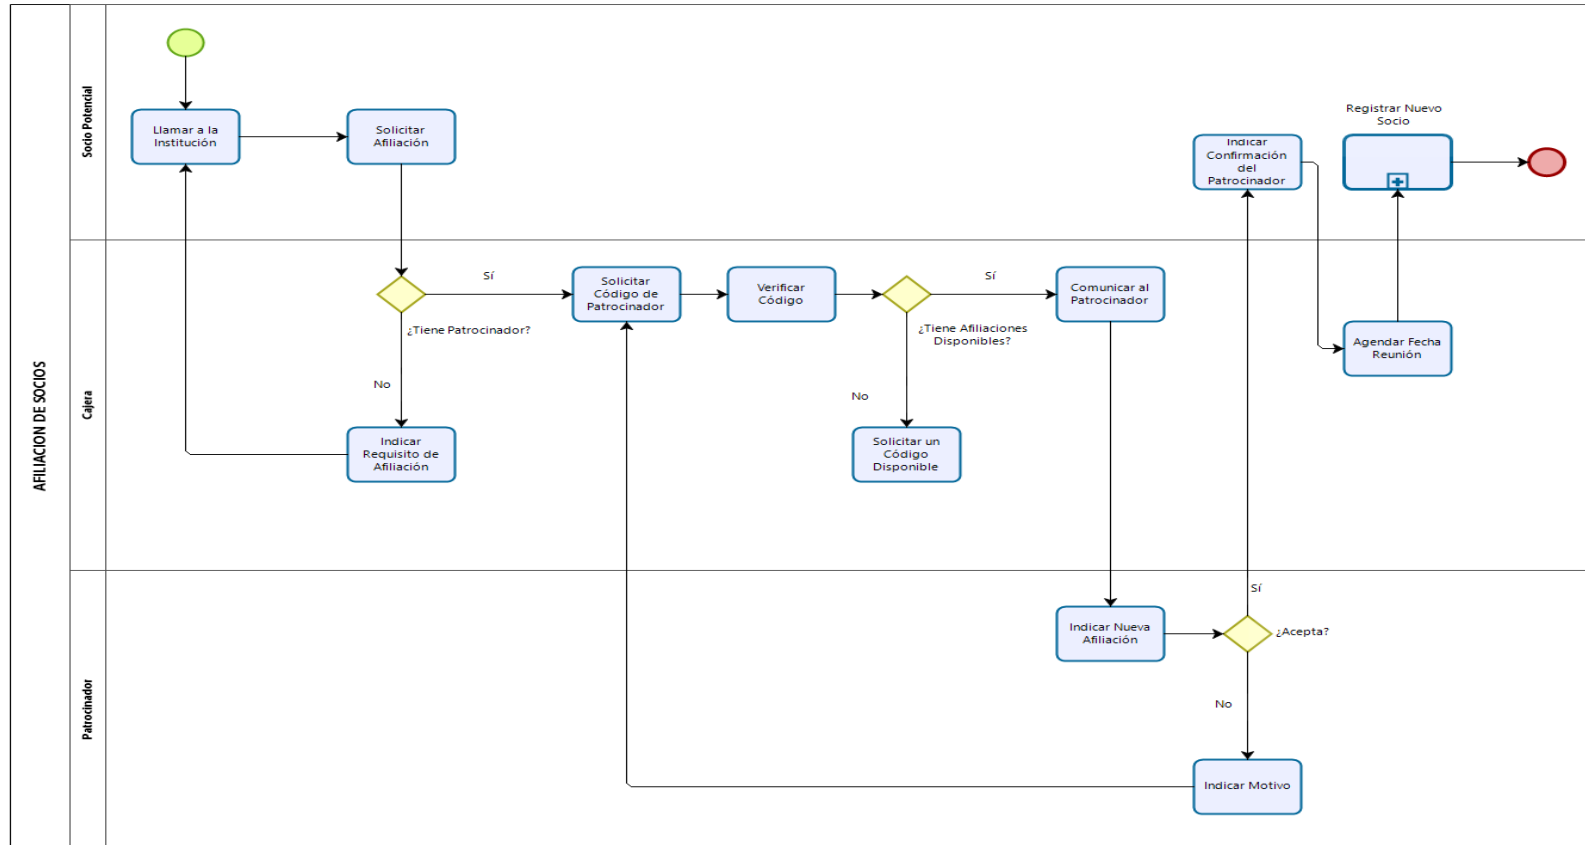 AFILIACION DE SOCIOS
Socio Potencial
Llamar a la
Institución
Solicitar
Afiliación
Indicar
Confirmación
del
Patrocinador
Registrar Nuevo
Socio
Cajera
¿Tiene Patrocinador?
Sí
No
Indicar
Requisito de
Afiliación
Solicitar
Código de
Patrocinador
Verificar
Código
¿Tiene Afiliaciones
Disponibles?
Sí
No
Solicitar un
Código
Disponible
Comunicar al
Patrocinador
Agendar Fecha
Reunión
Patrocinador
Indicar Nueva
Afiliación
¿Acepta?
Sí
No
Indicar Motivo